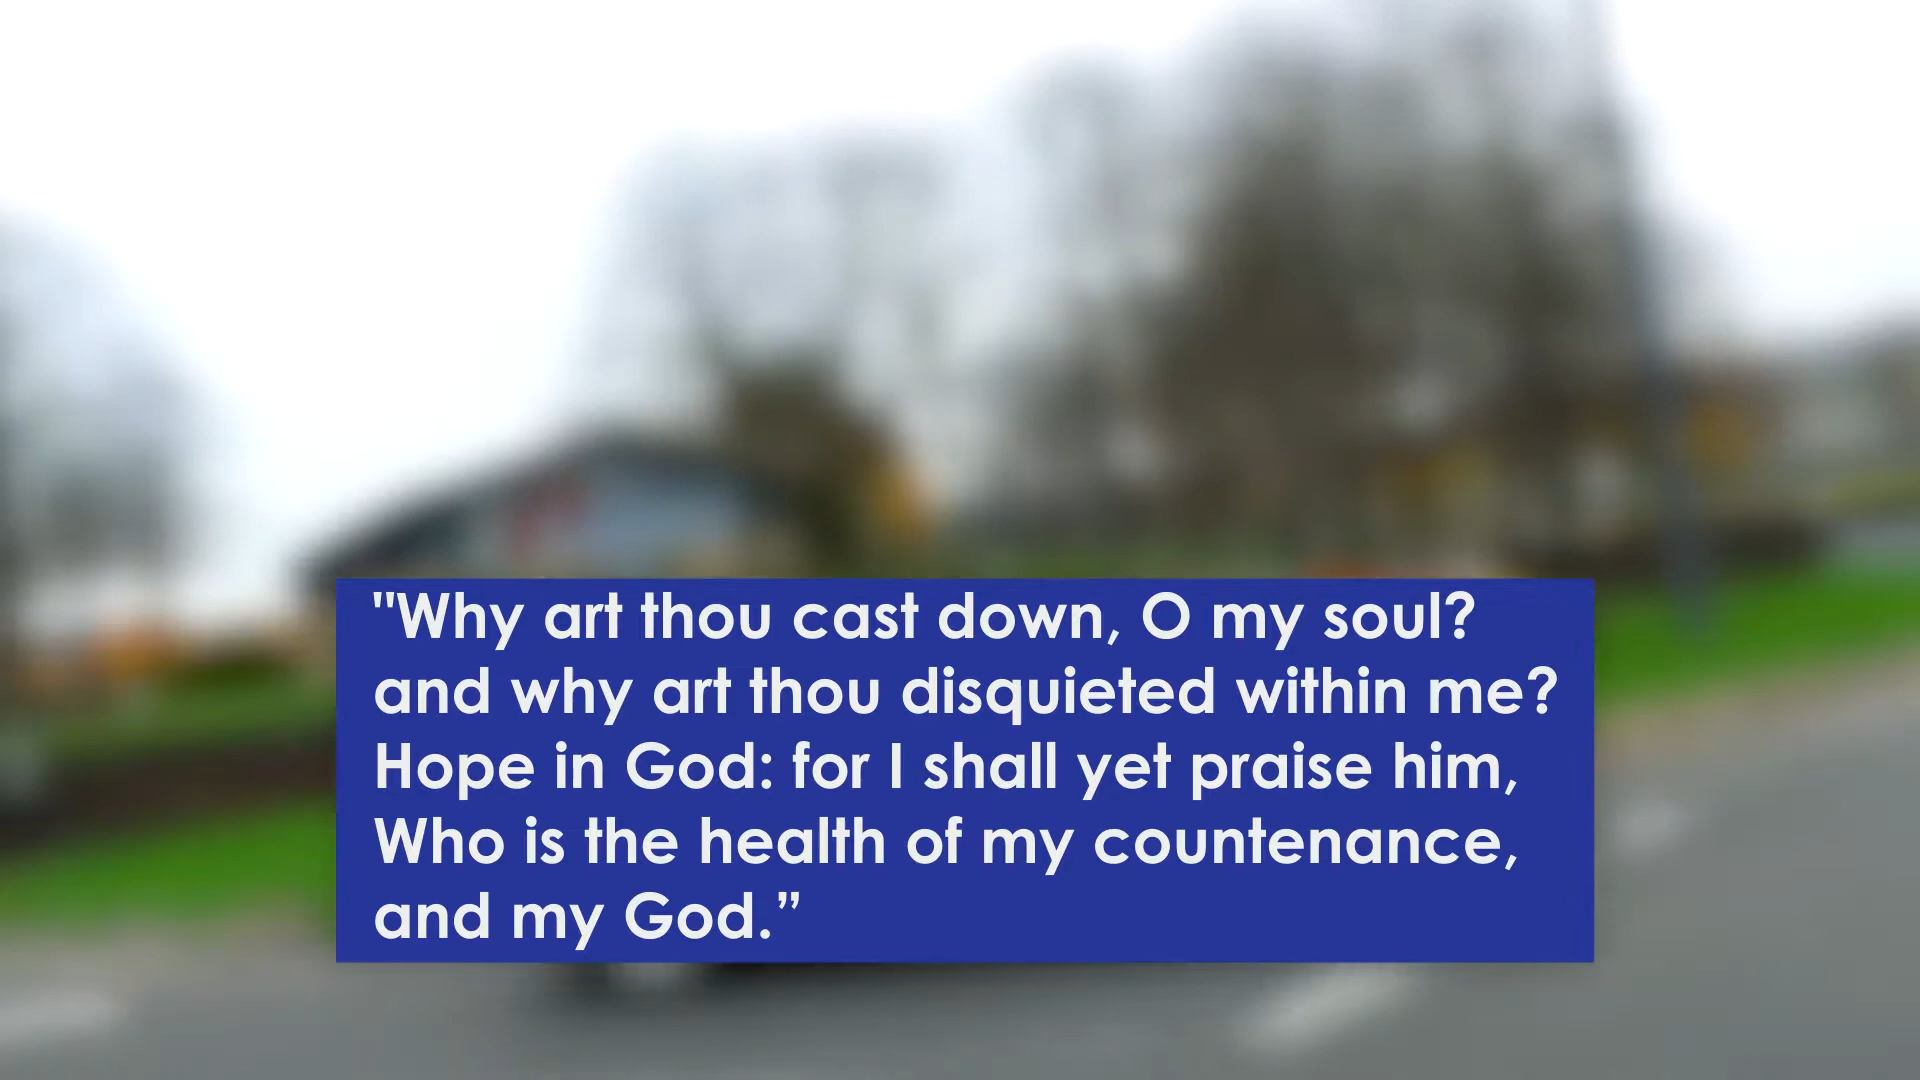 "Why art thou cast down, O my soul?
and why art thou disquieted within me?
Hope in God: for I shall yet praise him,
Who is the health of my countenance,
and my God.”